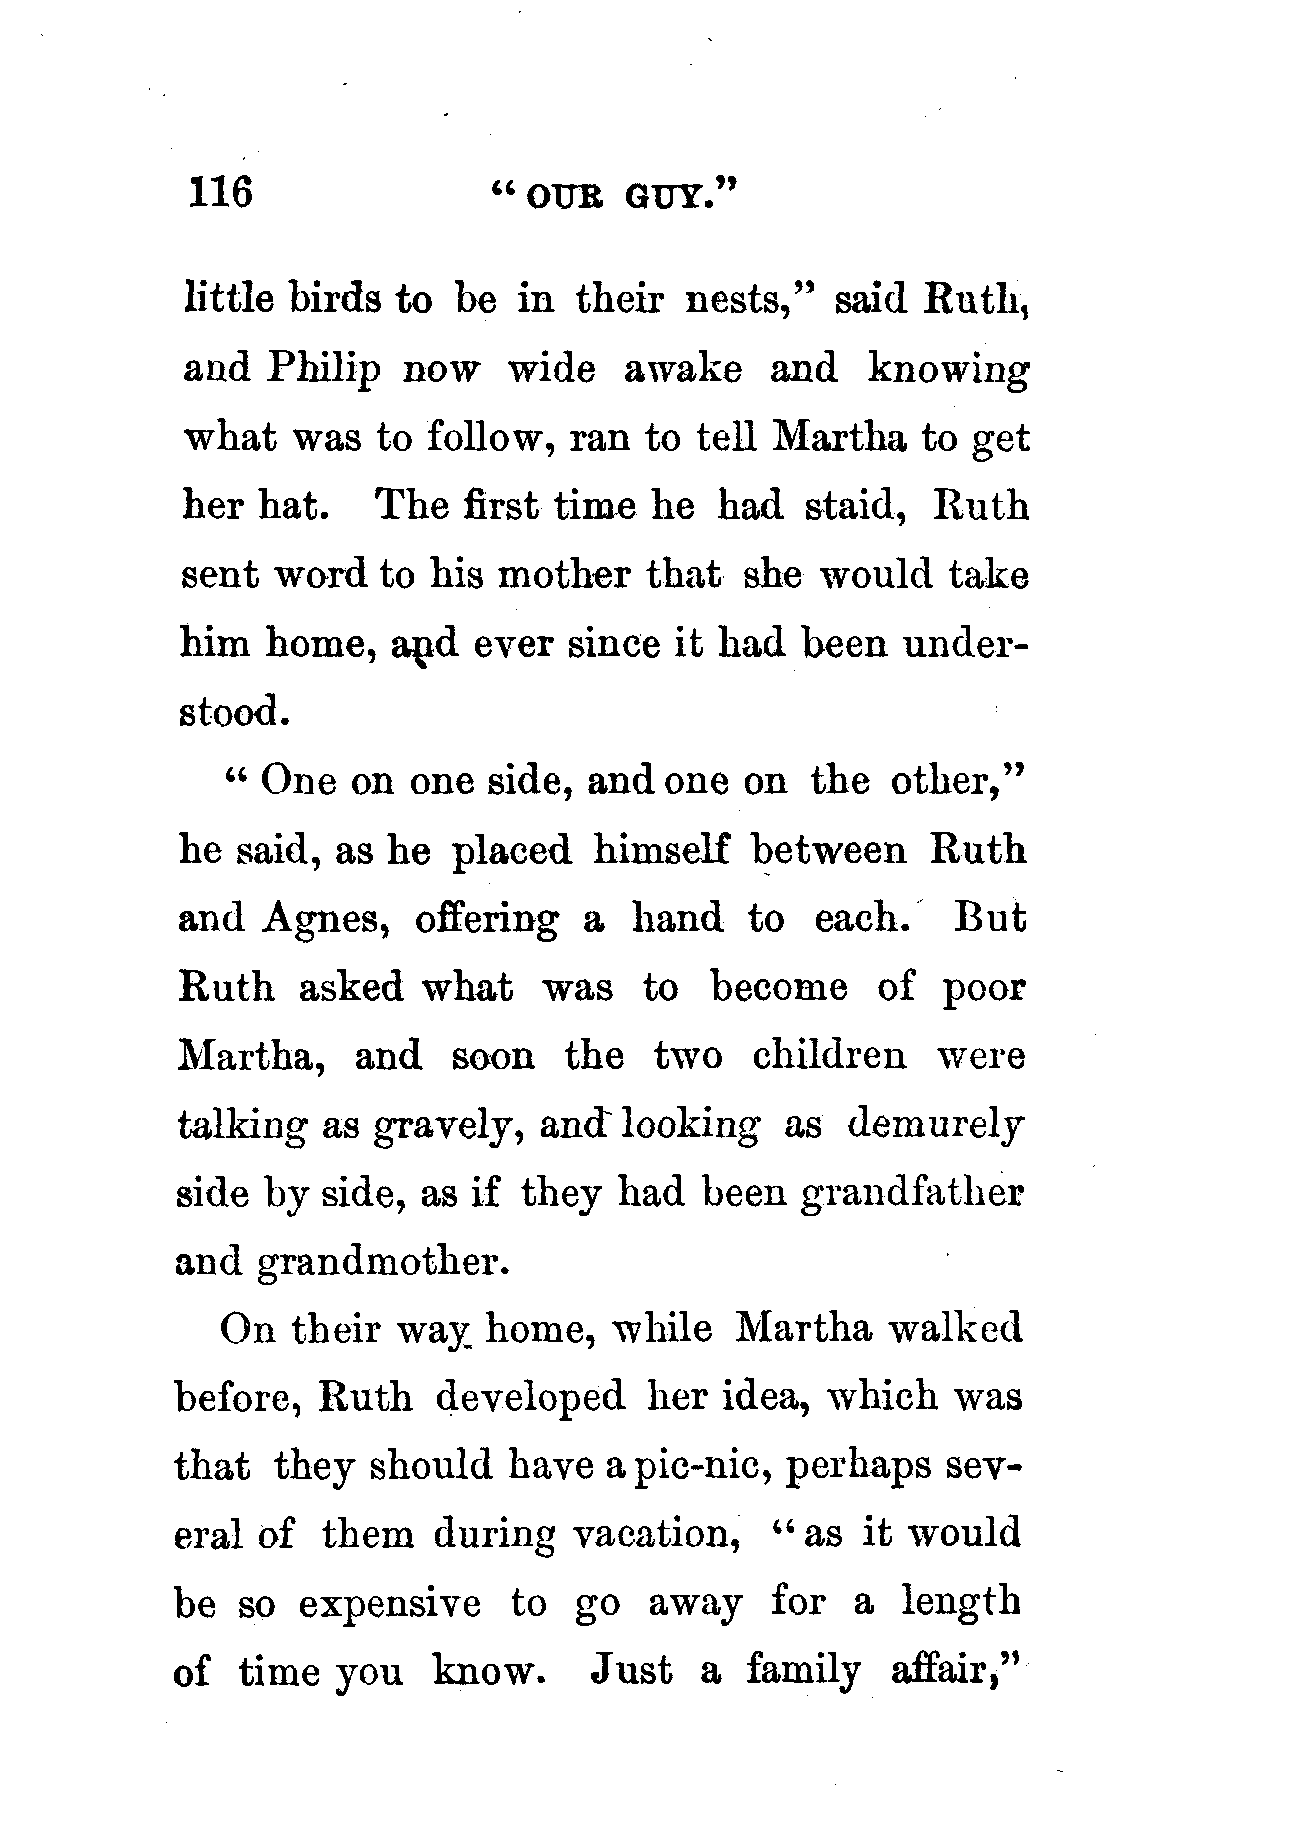 116 “ OUR GUY.”
little birds to be in their nests,” said Ruth,
and Philip now wide awake and knowing
what was to follow, ran to tell Martha to get
her hat. The first time he had staid, Ruth
sent word to his mother that she would take
him home, and ever since it had been under-
stood.
“ One on one side, and one on the other,”
he said, as he placed himself between Ruth
and Agnes, offering a hand to each. But
Ruth asked what was to become of poor
Martha, and soon the two children were
talking as gravely, and looking as demurely
side by side, as if they had been grandfather
and grandmother.
On their way home, while Martha walked
before, Ruth developed her idea, which was
that they should have a pic-nic, perhaps sev-
eral of them during vacation, “ as it would
be so expensive to go away for a length
of time you know. Just a family affair,”